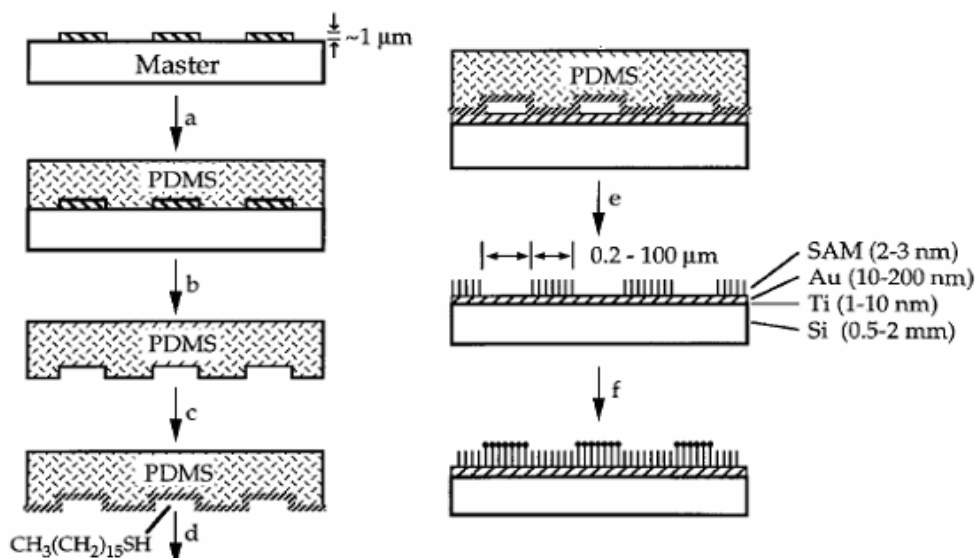 ~1 μm
Master
a
PDMS
b
PDMS
c
PDMS
CH3(CH2)15SH
d
PDMS
e
0.2 - 100 μm
SAM (2-3 nm)
Au (10-200 nm)
Ti (1-10 nm)
Si (0.5-2 mm)
f